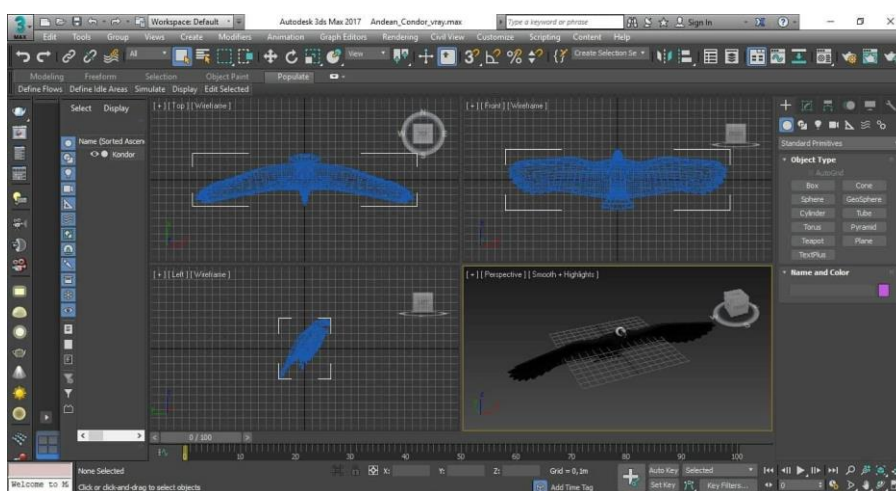 3
MAX
Workspace: Default
Autodesk 3ds Max 2017 Andean_Condor_vray.max
Type a keyword or phrase
Sign In
Edit Tools Group Views Create Modifiers Animation Graph Editors Rendering Civil View Customize Scripting Content Help
All
View
Create Selection Se
Modeling Freeform Selection Object Paint Populate
Define Flows Define Idle Areas Simulate Display Edit Selected
Select Display
Name (Sorted Ascen
Kondor
[ + ] [ Top ] [ Wireframe ]
[ + ] [ Front ] [ Wireframe ]
[ + ] [ Left ] [ Wireframe ]
[ + ] [ Perspective ] [ Smooth + Highlights ]
Standard Primitives
Object Type
AutoGrid
Box Cone
Sphere GeoSphere
Cylinder Tube
Torus Pyramid
Teapot Plane
TextPlus
Name and Color
0 / 100
0 10 20 30 40 50 60 70 80 90 100
None Selected
X: Y: Z: Grid = 0,1m
Auto Key Selected
Welcome to M
Click or click-and-drag to select objects
Add Time Tag
Set Key Key Filters...
0